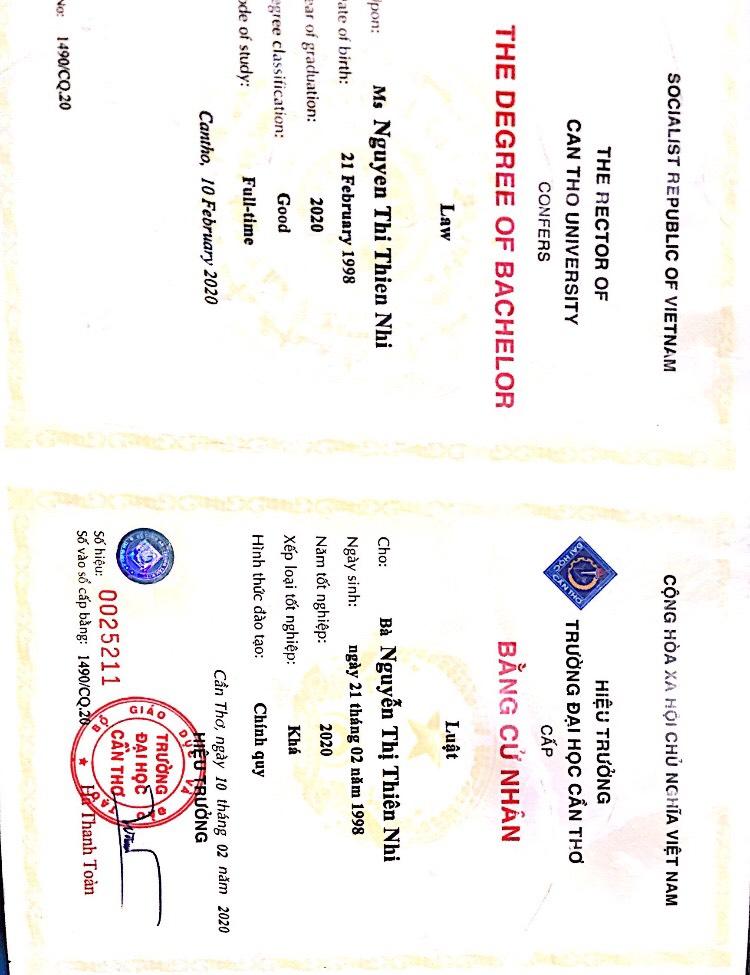 SOCIALIST REPUBLIC OF VIETNAM
THE RECTOR OF
CAN THO UNIVERSITY
CONFERS
THE DEGREE OF BACHELOR
Law
pon: Ms Nguyen Thi Thien Nhi
ate of birth: 21 February 1998
ear of graduation: 2020
egree classification: Good
ode of study: Full-time
Cantho, 10 February 2020
No: 1490/CQ.20
CỘNG HÒA XA HỘI CHỦ NGHĨA VIỆT NAM
HIỆU TRƯỞNG
TRƯỜNG ĐẠI HỌC CẦN THƠ
CẤP
BẰNG CỬ NHÂN
Luật
Cho: Bà Nguyễn Thị Thiên Nhi
Ngày sinh: ngày 21 tháng 02 năm 1998
Năm tốt nghiệp: 2020
Xếp loại tốt nghiệp: Khá
Hình thức đào tạo: Chính quy
Cần Thơ, ngày 10 tháng 02 năm 2020
HIỆU TRƯỞNG
BỘ GIÁO DỤC VÀ
TRƯỜNG
ĐẠI HỌC
CẦN THƠ
Thanh Toàn
Số hiệu: 0025211
Số vào sổ cấp bằng: 1490/CQ.20
ĐẠI HỌC
CẦN THƠ